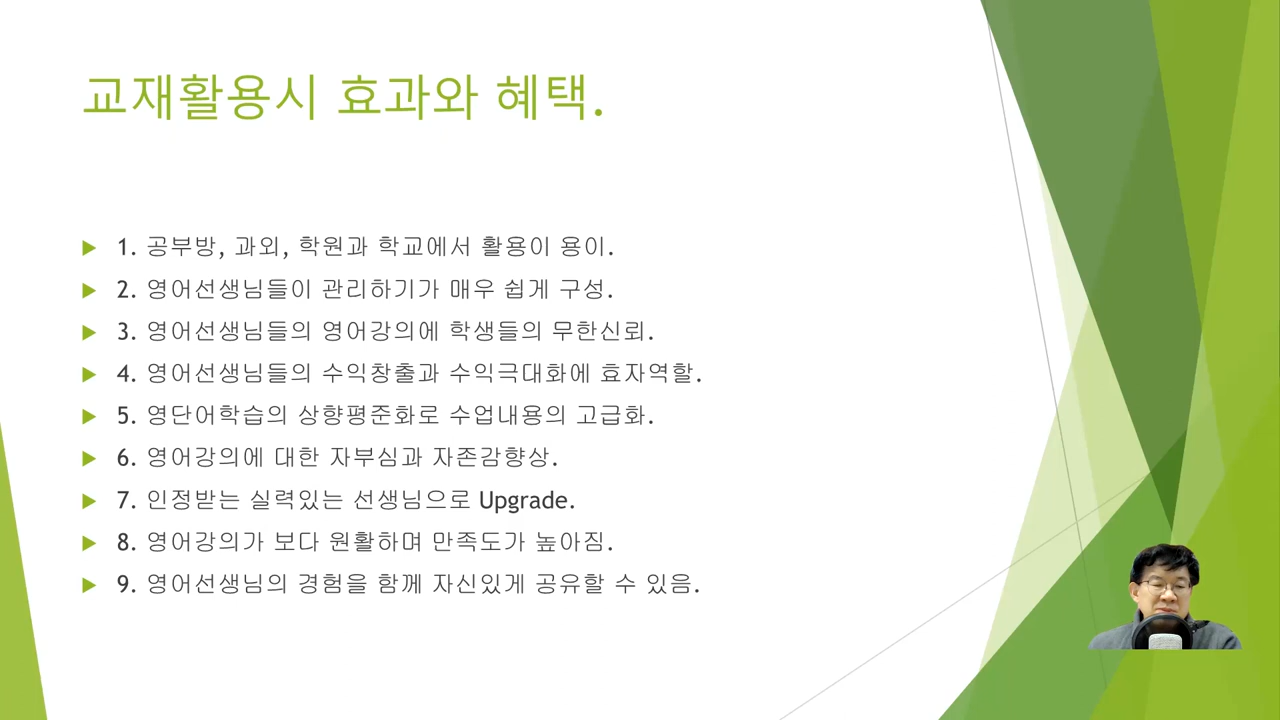 교재활용시 효과와 혜택.
1. 공부방, 과외, 학원과 학교에서 활용이 용이.
2. 영어선생님들이 관리하기가 매우 쉽게 구성.
3. 영어선생님들의 영어강의에 학생들의 무한신뢰.
4. 영어선생님들의 수익창출과 수익극대화에 효자역할.
5. 영단어학습의 상향평준화로 수업내용의 고급화.
6. 영어강의에 대한 자부심과 자존감향상.
7. 인정받는 실력있는 선생님으로 Upgrade.
8. 영어강의가 보다 원활하며 만족도가 높아짐.
9. 영어선생님의 경험을 함께 자신있게 공유할 수 있음.